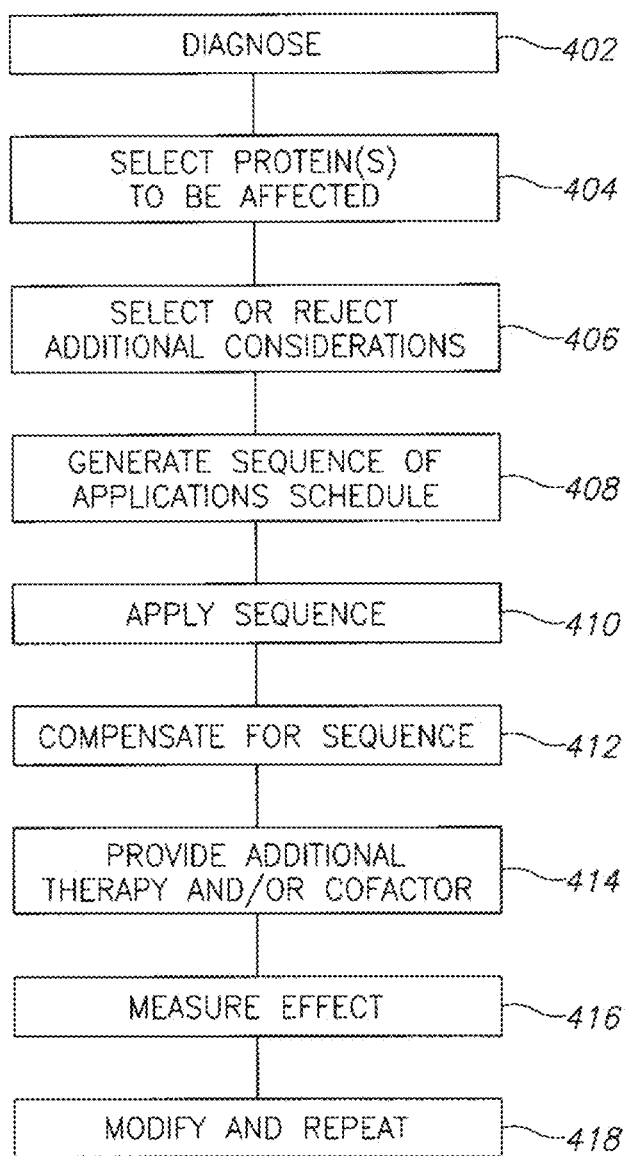 DIAGNOSE
402
SELECT PROTEIN(S)
TO BE AFFECTED
404
SELECT OR REJECT
ADDITIONAL CONSIDERATIONS
406
GENERATE SEQUENCE OF
APPLICATIONS SCHEDULE
408
APPLY SEQUENCE
410
COMPENSATE FOR SEQUENCE
412
PROVIDE ADDITIONAL
THERAPY AND/OR COFACTOR
414
MEASURE EFFECT
416
MODIFY AND REPEAT
418